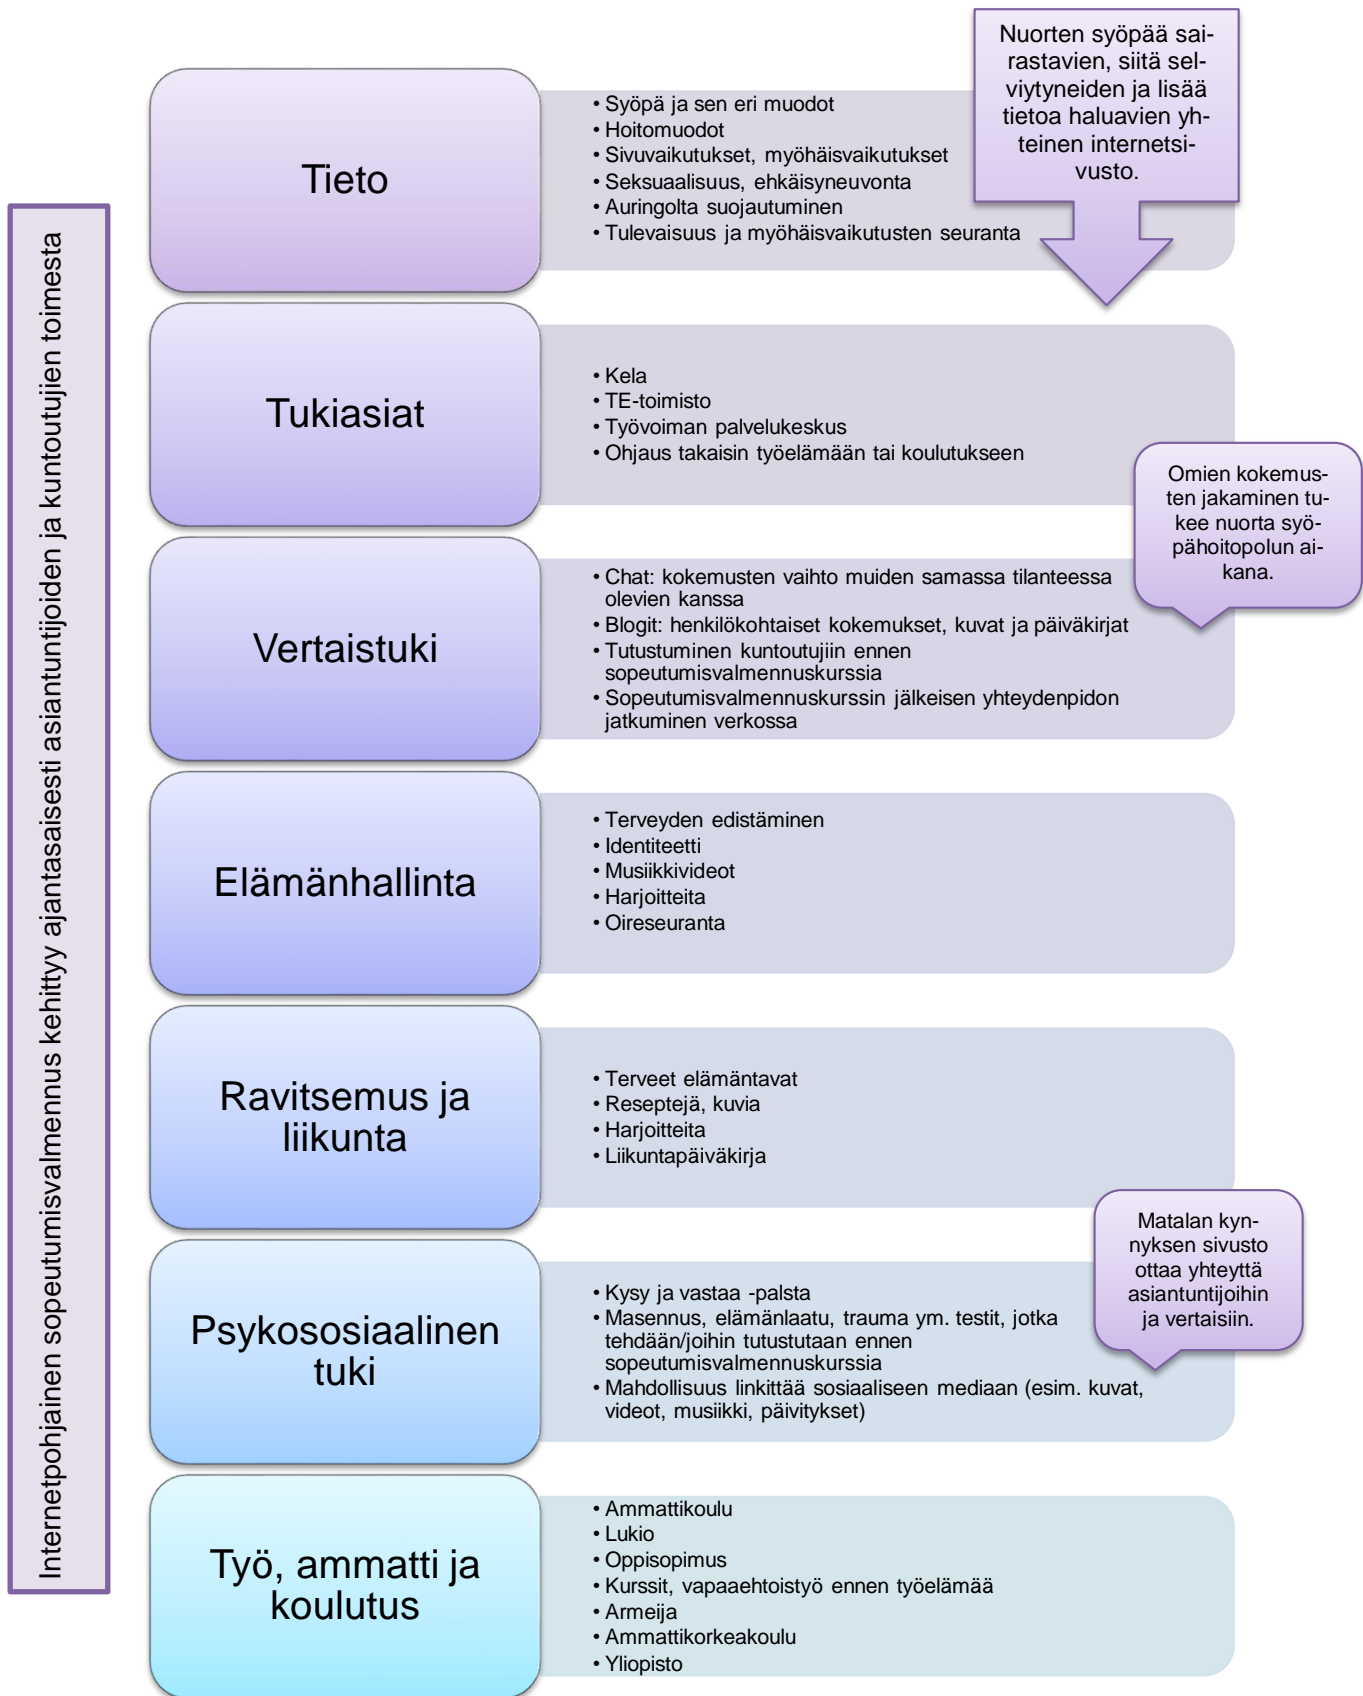 Internetpohjainen sopeutumisvalmennus kehittyy ajantasaisesti asiantuntijoiden ja kuntoutujien toimesta
Nuorten syöpää sai-
rastavien, siitä sel-
viytyneiden ja lisää
tietoa haluavien yh-
teinen internetsi-
vusto.
Tieto
• Syöpä ja sen eri muodot
• Hoitomuodot
• Sivuvaikutukset, myöhäisvaikutukset
• Seksuaalisuus, ehkäisyneuvonta
• Auringolta suojautuminen
• Tulevaisuus ja myöhäisvaikutusten seuranta
Tukiasiat
• Kela
• TE-toimisto
• Työvoiman palvelukeskus
• Ohjaus takaisin työelämään tai koulutukseen
Omien kokemus-
ten jakaminen tu-
kee nuorta syö-
pähoitopolun ai-
kana.
Vertaistuki
• Chat: kokemusten vaihto muiden samassa tilanteessa
olevien kanssa
• Blogit: henkilökohtaiset kokemukset, kuvat ja päiväkirjat
• Tutustuminen kuntoutujiin ennen
sopeutumisvalmennuskurssia
• Sopeutumisvalmennuskurssin jälkeisen yhteydenpidon
jatkuminen verkossa
Elämänhallinta
• Terveyden edistäminen
• Identiteetti
• Musiikkivideot
• Harjoitteita
• Oireseuranta
Ravitsemus ja
liikunta
• Terveet elämäntavat
• Reseptejä, kuvia
• Harjoitteita
• Liikuntapäiväkirja
Matalan kyn-
nyksen sivusto
ottaa yhteyttä
asiantuntijoihin
ja vertaisiin.
Psykososiaalinen
tuki
• Kysy ja vastaa -palsta
• Masennus, elämänlaatu, trauma ym. testit, jotka
tehdään/joihin tutustutaan ennen
sopeutumisvalmennuskurssia
• Mahdollisuus linkittää sosiaaliseen mediaan (esim. kuvat,
videot, musiikki, päivitykset)
Työ, ammatti ja
koulutus
• Ammattikoulu
• Lukio
• Oppisopimus
• Kurssit, vapaaehtoistyö ennen työelämää
• Armeija
• Ammattikorkeakoulu
• Yliopisto